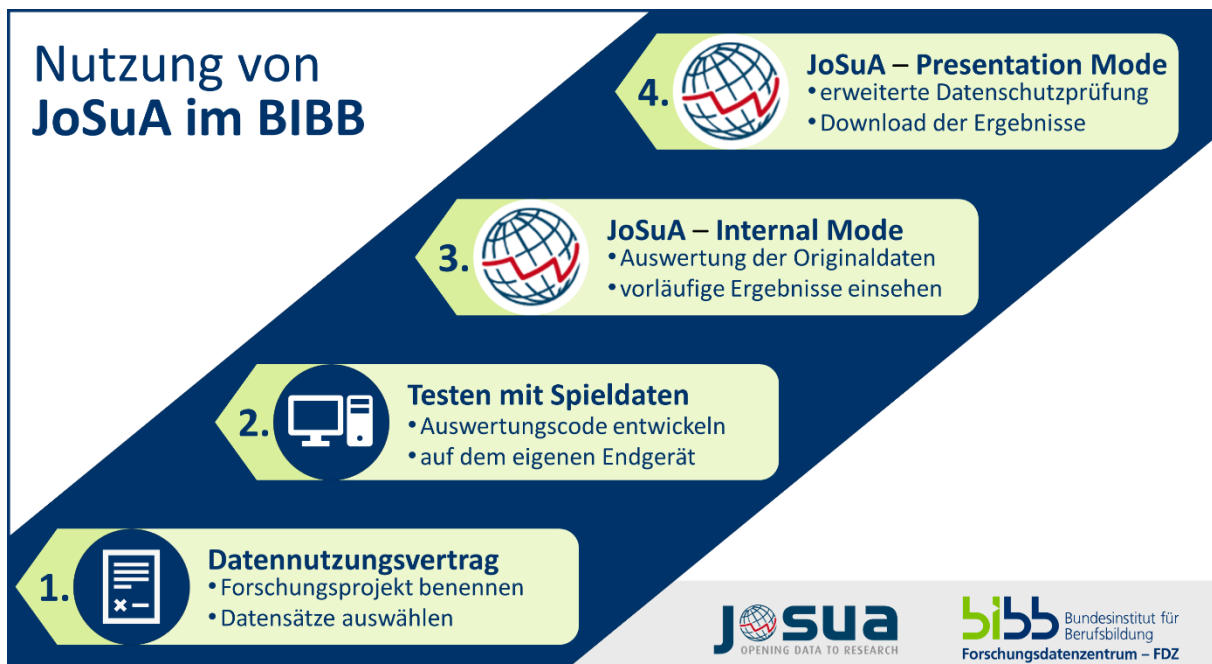 Nutzung von
JoSuA im BIBB
4.
JoSuA – Presentation Mode
• erweiterte Datenschutzprüfung
• Download der Ergebnisse
3.
JoSuA – Internal Mode
• Auswertung der Originaldaten
• vorläufige Ergebnisse einsehen
2.
Testen mit Spieldaten
• Auswertungscode entwickeln
• auf dem eigenen Endgerät
1.
Datennutzungsvertrag
• Forschungsprojekt benennen
• Datensätze auswählen
JOSUA
OPENING DATA TO RESEARCH
bibb Bundesinstitut für
Berufsbildung
Forschungsdatenzentrum – FDZ